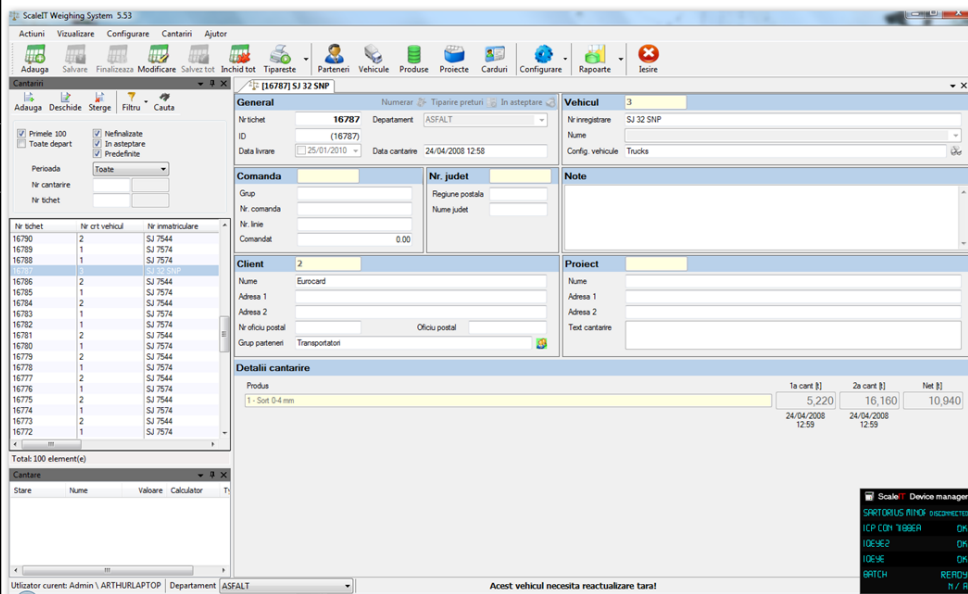 ScaleIT Weighing System 5.53
Actiuni Vizualizare Configurare Cantariri Ajutor
Adauga Salvare Finalizeaza Modificare Salvez tot Inchid tot Tipareste Parteneri Vehicule Produse Proiecte Carduri Configurare Rapoarte Iesire
Cantariri
Adauga Deschide Sterge Filtru Cauta
Primele 100 Nefinalizate
Toate depart In asteptare
Predefinite
Perioada Toate
Nr cantarire
Nr tichet
Nr tichet Nr crt vehicul Nr inmatriculare
16790 2 SJ 7544
16789 1 SJ 7574
16788 1 SJ 7574
16787 3 SJ 32 SNP
16786 2 SJ 7544
16785 1 SJ 7574
16784 2 SJ 7544
16783 1 SJ 7574
16782 1 SJ 7574
16781 2 SJ 7544
16780 1 SJ 7574
16779 2 SJ 7544
16778 1 SJ 7574
16777 2 SJ 7544
16776 1 SJ 7574
16775 2 SJ 7544
16774 1 SJ 7574
16773 2 SJ 7544
16772 1 SJ 7574
Total: 100 element(e)
Cantare
Stare Nume Valoare Calculator
[16787] SJ 32 SNP
General Numerar Tiparire preturi In asteptare
Nr tichet 16787 Departament ASFALT
ID (16787)
Data livrare 25/01/2010 Data cantarire 24/04/2008 12:58
Vehicul 3
Nr inregistrare SJ 32 SNP
Nume
Config. vehicule Trucks
Comanda
Grup
Nr. comanda
Nr. linie
Comandat 0.00
Nr. judet
Regiune postala
Nume judet
Note
Client 2
Nume Eurocard
Adresa 1
Adresa 2
Nr oficiu postal Oficiu postal
Grup parteneri Transportatori
Proiect
Nume
Adresa 1
Adresa 2
Text cantarire
Detalii cantarire
Produs 1a cant [t] 2a cant [t] Net [t]
1 - Sort 0-4 mm 5,220 16,160 10,940
24/04/2008 24/04/2008
12:59 12:59
ScaleIT Device manager
SARTORIUS MINOF DISCONNECTED
ICP CON OK
IOEYE2 OK
IOEYE OK
BATCH READY
N / A
Utlizator curent: Admin \ ARTHURLAPTOP Departament ASFALT Acest vehicul necesita reactualizare tara!